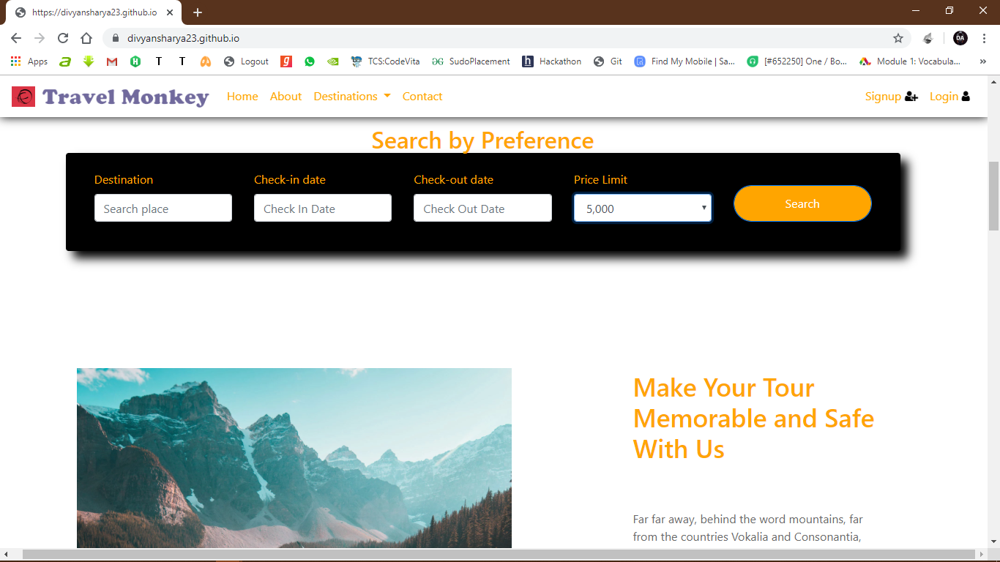 https://divyansharya23.github.io
divyansharya23.github.io
DA
Apps T T Logout TCS:CodeVita SudoPlacement Hackathon Git Find My Mobile | Sa... [#652250] One / Bo... Module 1: Vocabula...
Travel Monkey Home About Destinations Contact Signup Login
Search by Preference
Destination Check-in date Check-out date Price Limit
Search place Check In Date Check Out Date 5,000 Search
Make Your Tour
Memorable and Safe
With Us
Far far away, behind the word mountains, far
from the countries Vokalia and Consonantia,